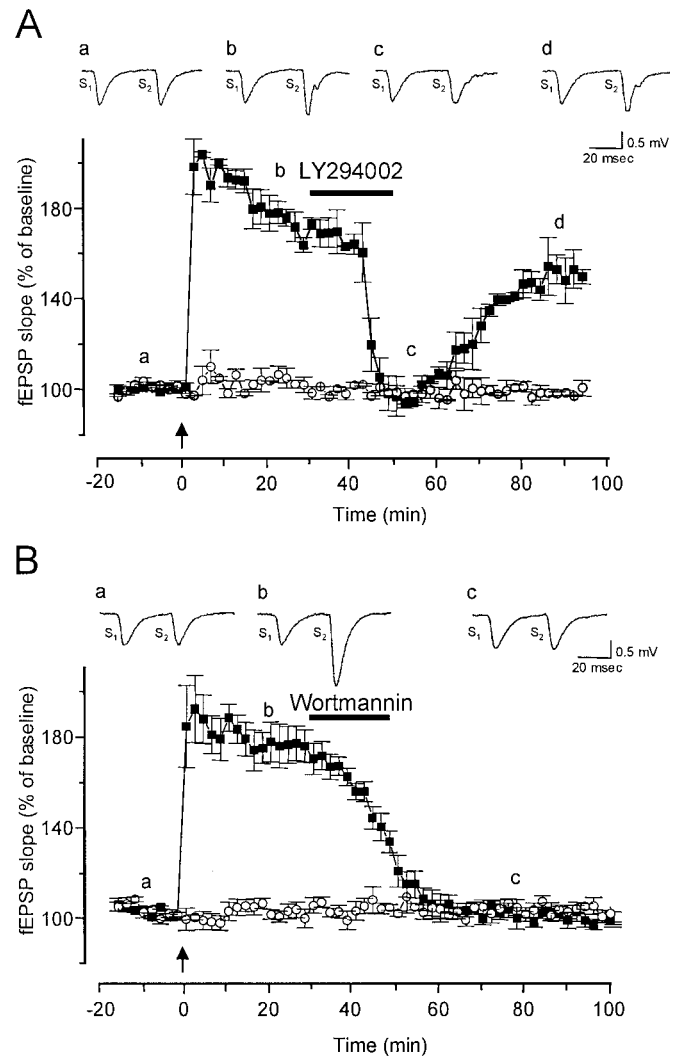 A
a b c d
S1 S2 S1 S2 S1 S2 S1 S2
0.5 mV
20 msec
b LY294002
180
d
140
c
a
100
fEPSP slope (% of baseline)
-20 0 20 40 60 80 100
Time (min)
B
a b c
S1 S2 S1 S2 S1 S2
0.5 mV
20 msec
Wortmannin
b
180
140
a c
100
fEPSP slope (% of baseline)
-20 0 20 40 60 80 100
Time (min)